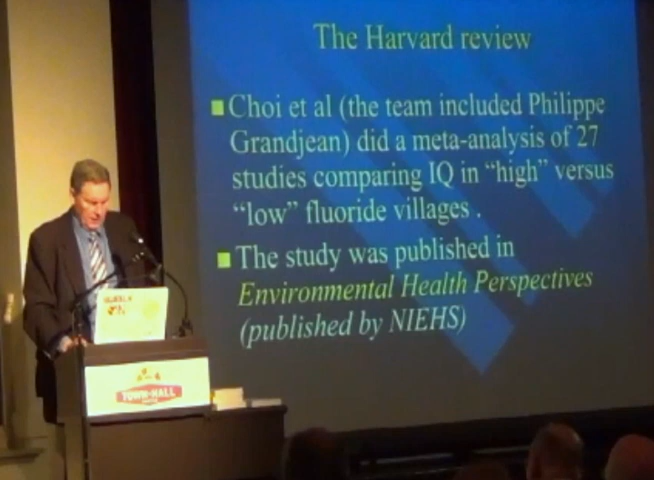 The Harvard review
Choi et al (the team included Philippe
Grandjean) did a meta-analysis of 27
studies comparing IQ in “high” versus
“low” fluoride villages .
The study was published in
Environmental Health Perspectives
(published by NIEHS)
TOWN-HALL